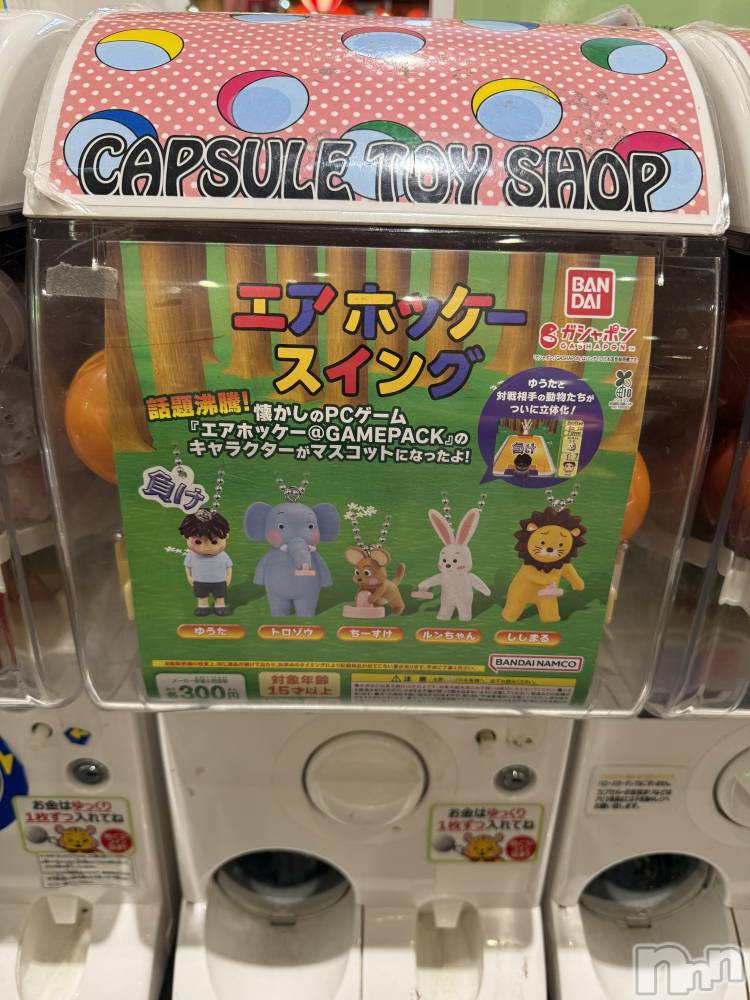 CAPSULE TOY SHOP
BAN
DAI
エア ホッケー
スイング
ガシャポン
GASHAPON
話題沸騰!
懐かしのPCゲーム
『エアホッケー@GAMEPACK』の
キャラクターがマスコットになったよ!
ゆうたと
対戦相手の動物たちが
ついに立体化!
負け
負け
ゆうた
トロゾウ
ちーすけ
ルンちゃん
ししまる
BANDAI NAMCO
300円
対象年齢
15才以上
⚠注意
お金はゆっくり
1枚ずつ入れてね
お金はゆっくり
1枚ずつ入れてね
nnn